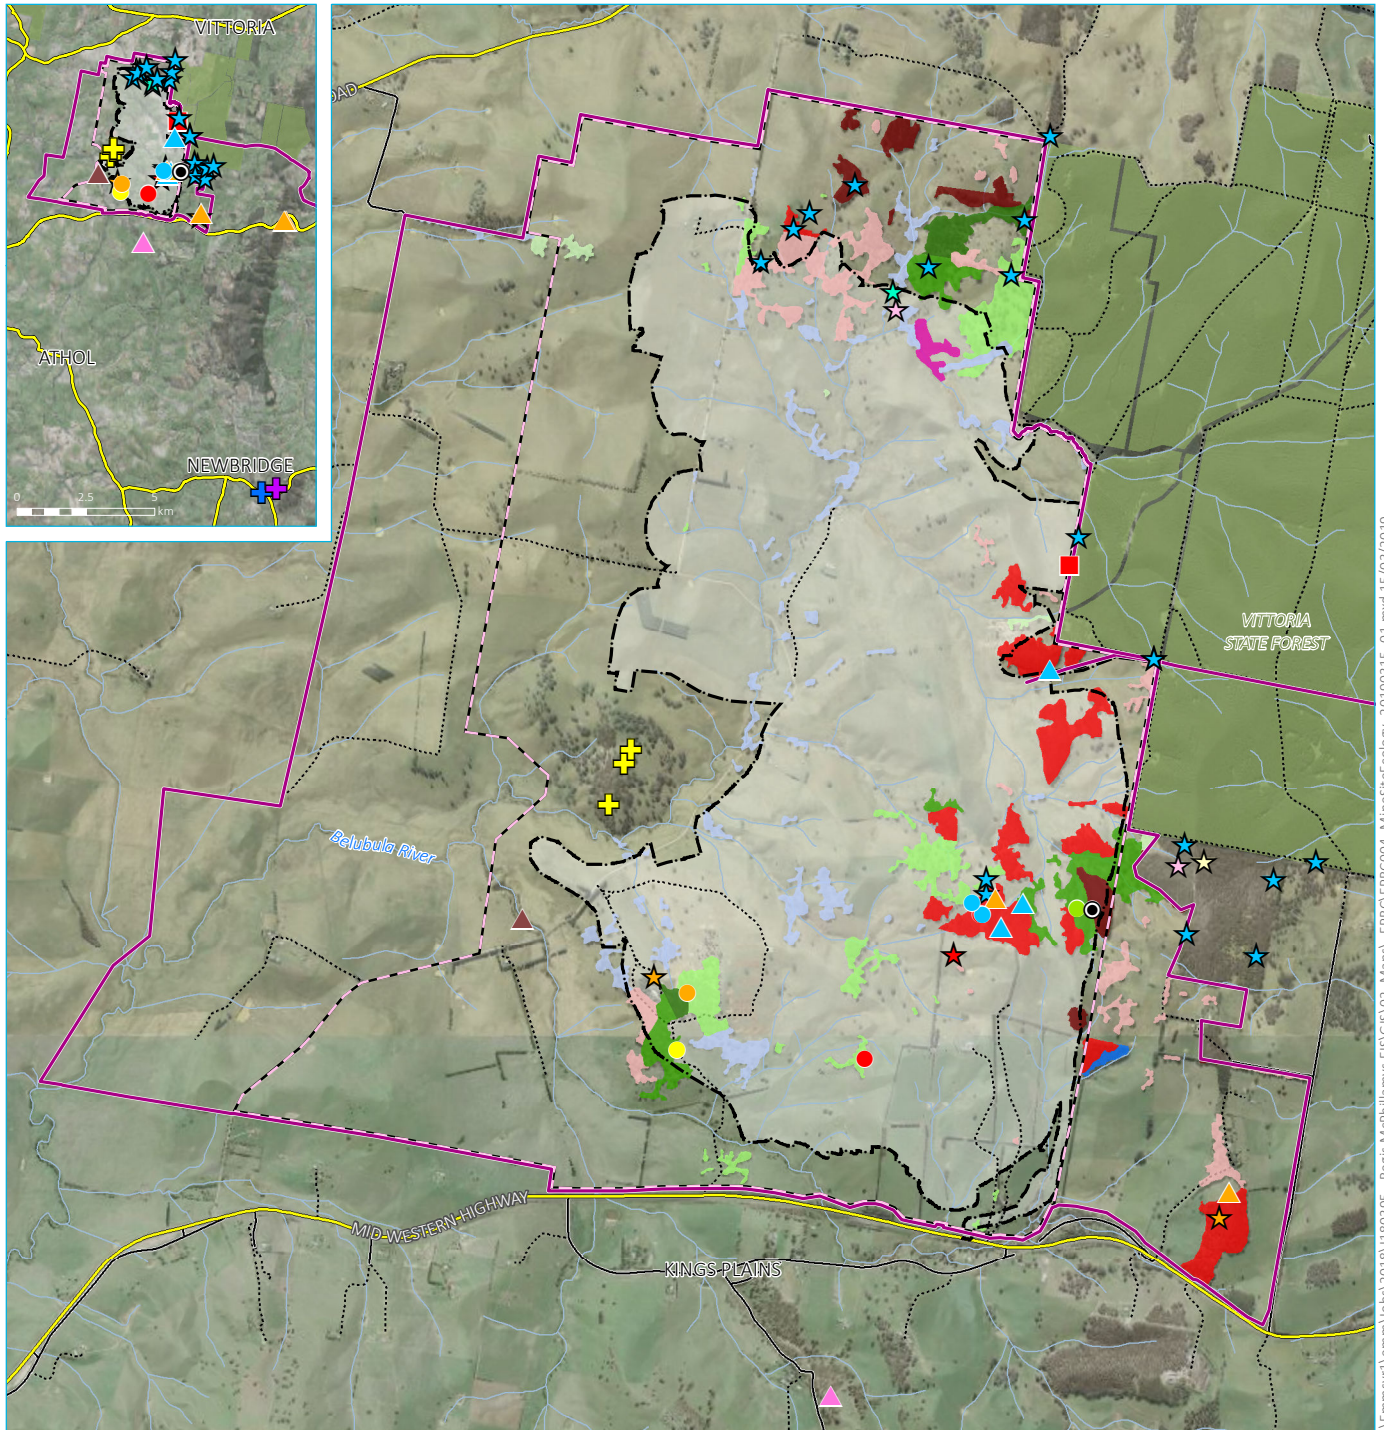 VITTORIA
ATHOL
NEWBRIDGE
0 2.5 5
km
OAD
VITTORIA
STATE FOREST
Belubula River
MID WESTERN HIGHWAY
KINGS PLAINS